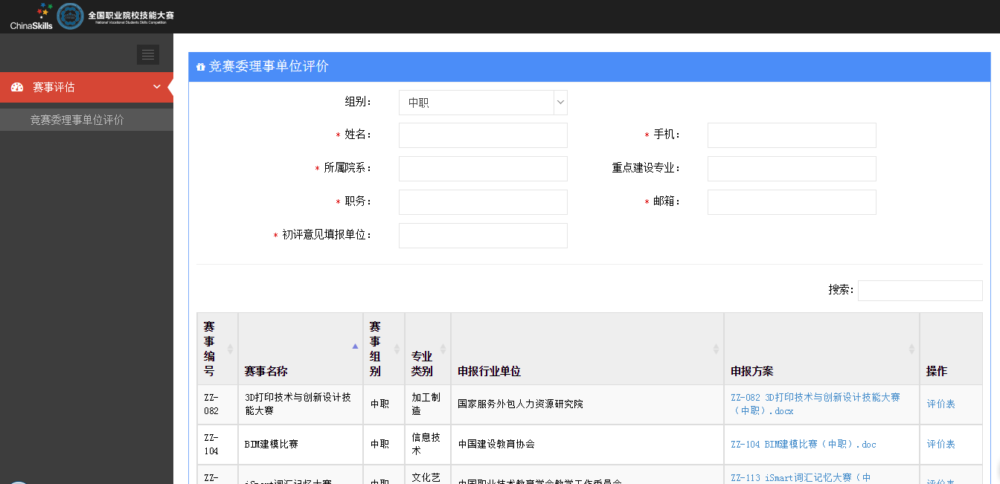 ChinaSkills
全国职业院校技能大赛
National Vocational Students Skills Competition
赛事评估
竞赛委理事单位评价
竞赛委理事单位评价
组别： 中职
* 姓名： * 手机：
* 所属院系： 重点建设专业：
* 职务： * 邮箱：
* 初评意见填报单位：
搜索：
赛事编号 赛事名称 赛事组别 专业类别 申报行业单位 申报方案 操作
ZZ-082 3D打印技术与创新设计技能大赛 中职 加工制造 国家服务外包人力资源研究院 ZZ-082 3D打印技术与创新设计技能大赛（中职）.docx 评价表
ZZ-104 BIM建模比赛 中职 信息技术 中国建设教育协会 ZZ-104 BIM建模比赛（中职）.doc 评价表
ZZ- iSmart词汇记忆大赛 中职 文化艺 中国职业技术教育学会教学工作委员会 ZZ-113 iSmart词汇记忆大赛（中 评价表